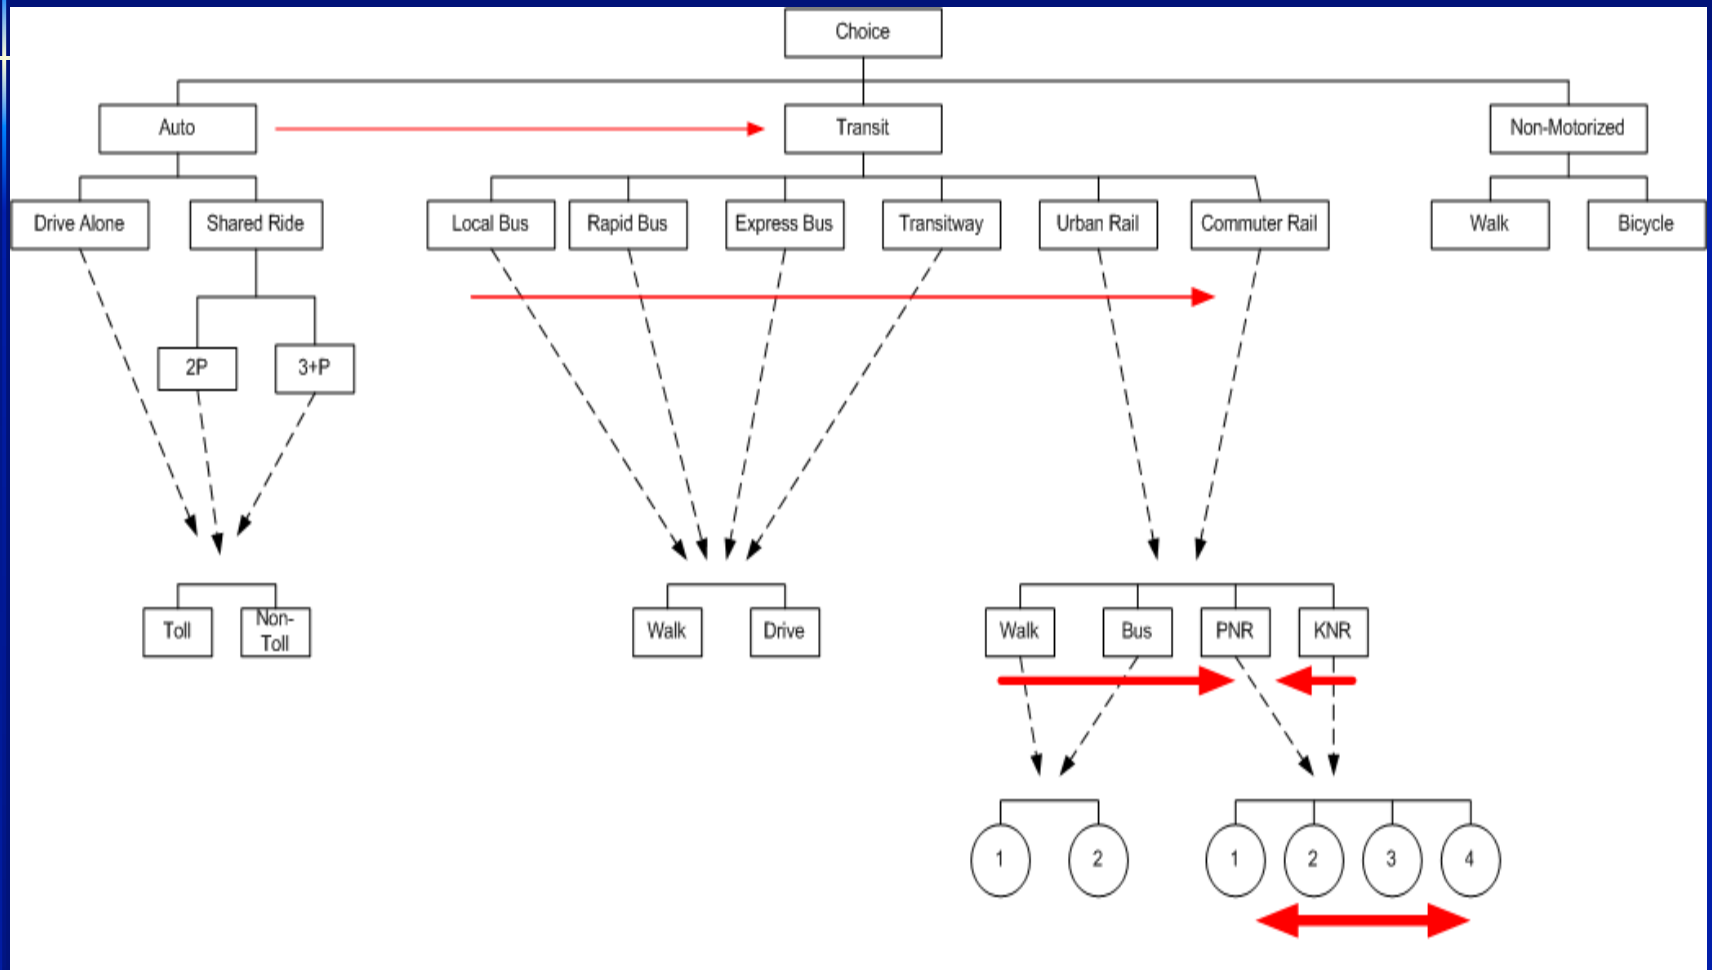 Choice
Auto
Transit
Non-Motorized
Drive Alone
Shared Ride
Local Bus
Rapid Bus
Express Bus
Transitway
Urban Rail
Commuter Rail
Walk
Bicycle
2P
3+P
Toll
Non-
Toll
Walk
Drive
Walk
Bus
PNR
KNR
1
2
1
2
3
4